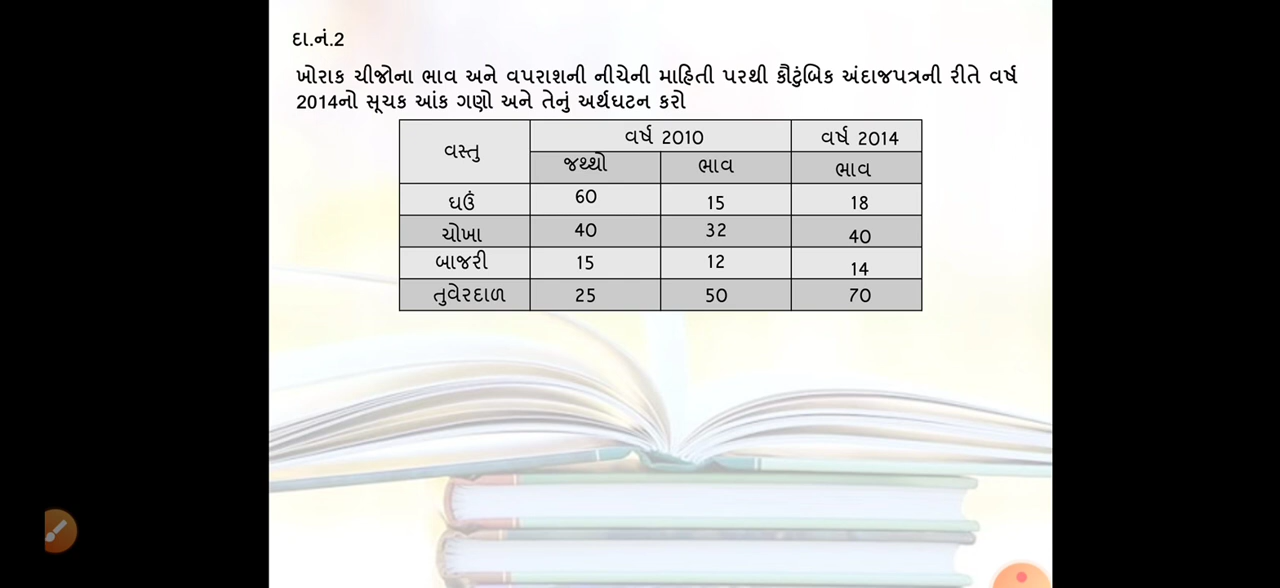 દા.નં.2
ખોરાક ચીજોના ભાવ અને વપરાશની નીચેની માહિતી પરથી કૌટુંબિક અંદાજપત્રની રીતે વર્ષ
2014નો સૂચક આંક ગણો અને તેનું અર્થઘટન કરો
વસ્તુ વર્ષ 2010 વર્ષ 2014
જથ્થો ભાવ ભાવ
ઘઉં 60 15 18
ચોખા 40 32 40
બાજરી 15 12 14
તુવેરદાળ 25 50 70